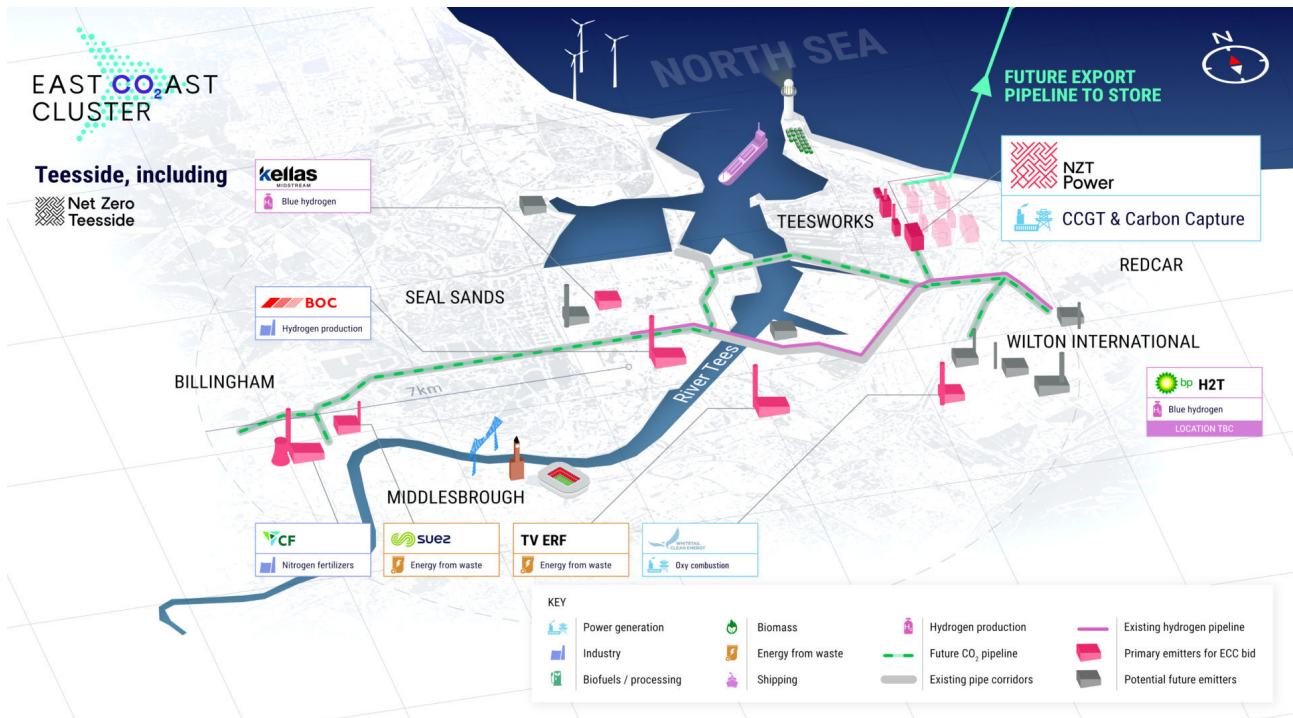 EAST CO₂AST
CLUSTER
Teesside, including
Net Zero
Teesside
NORTH SEA
N
FUTURE EXPORT
PIPELINE TO STORE
kellas
MIDSTREAM
H₂
Blue hydrogen
NZT
Power
CCGT & Carbon Capture
TEESWORKS
REDCAR
BOC
Hydrogen production
SEAL SANDS
WILTON INTERNATIONAL
BILLINGHAM
7km
River Tees
bp H2T
H₂
Blue hydrogen
LOCATION TBC
MIDDLESBROUGH
CF
Nitrogen fertilizers
suez
Energy from waste
TV ERF
Energy from waste
WHITETAIL
CLEAN ENERGY
Oxy combustion
KEY
Power generation
Biomass
H₂
Hydrogen production
Existing hydrogen pipeline
Industry
Energy from waste
Future CO₂ pipeline
Primary emitters for ECC bid
Biofuels / processing
Shipping
Existing pipe corridors
Potential future emitters